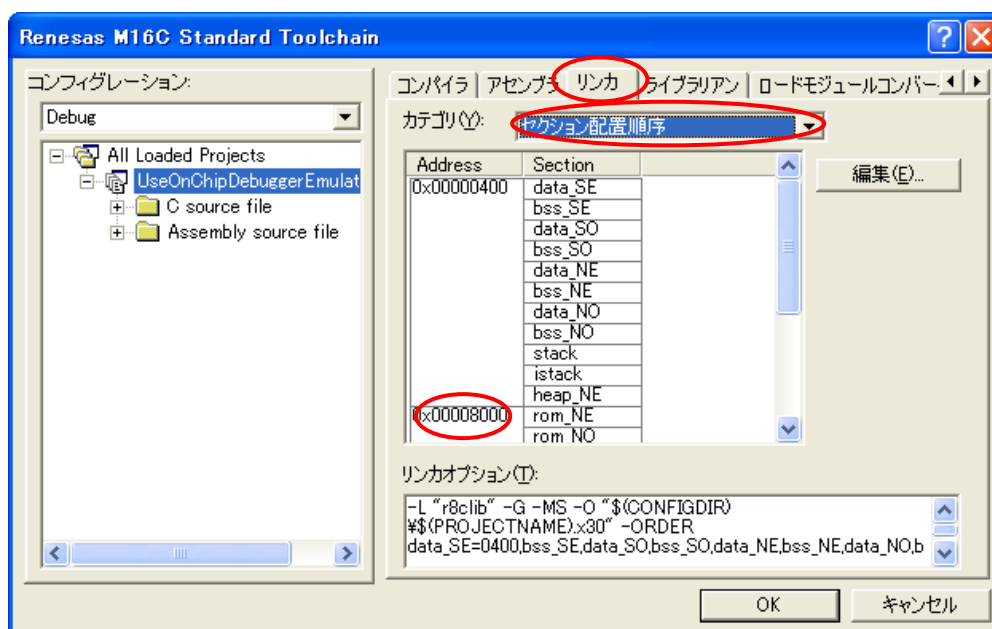 Renesas M16C Standard Toolchain
コンフィグレーション:
Debug
All Loaded Projects
UseOnChipDebuggerEmulat
C source file
Assembly source file
コンパイラ アセンブラ リンカ ライブラリアン ロードモジュールコンバー
カテゴリ(Y): セクション配置順序
Address Section
0x00000400 data_SE
bss_SE
data_SO
bss_SO
data_NE
bss_NE
data_NO
bss_NO
stack
istack
heap_NE
0x00008000 rom_NE
rom_NO
編集(E)...
リンカオプション(T):
-L "r8clib" -G -MS -O "$(CONFIGDIR)
¥$(PROJECTNAME).x30" -ORDER
data_SE=0400,bss_SE,data_SO,bss_SO,data_NE,bss_NE,data_NO,b
OK キャンセル